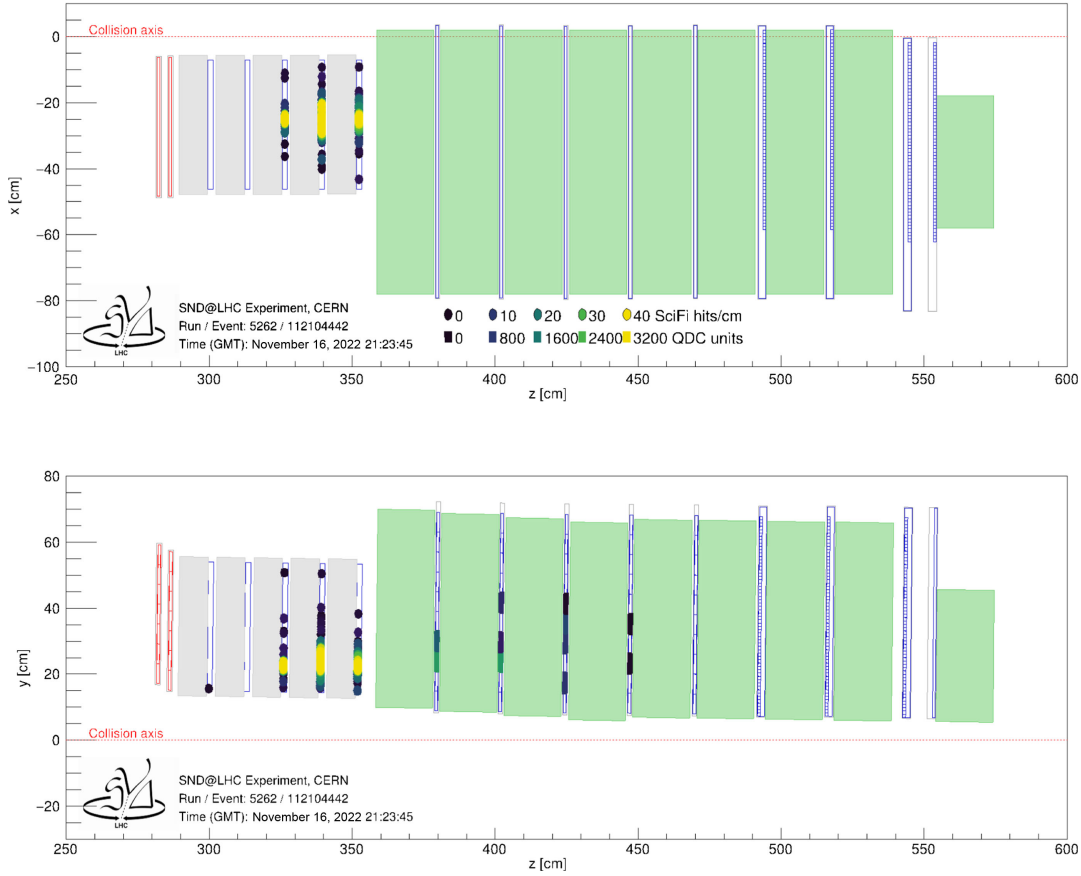 0
−20
−40
−60
−80
−100
x [cm]
Collision axis
LHC
SND@LHC Experiment, CERN
Run / Event: 5262 / 112104442
Time (GMT): November 16, 2022 21:23:45
0 10 20 30 40 SciFi hits/cm
0 800 1600 2400 3200 QDC units
250 300 350 400 450 500 550 600
z [cm]
80
60
40
20
0
−20
y [cm]
Collision axis
LHC
SND@LHC Experiment, CERN
Run / Event: 5262 / 112104442
Time (GMT): November 16, 2022 21:23:45
250 300 350 400 450 500 550 600
z [cm]